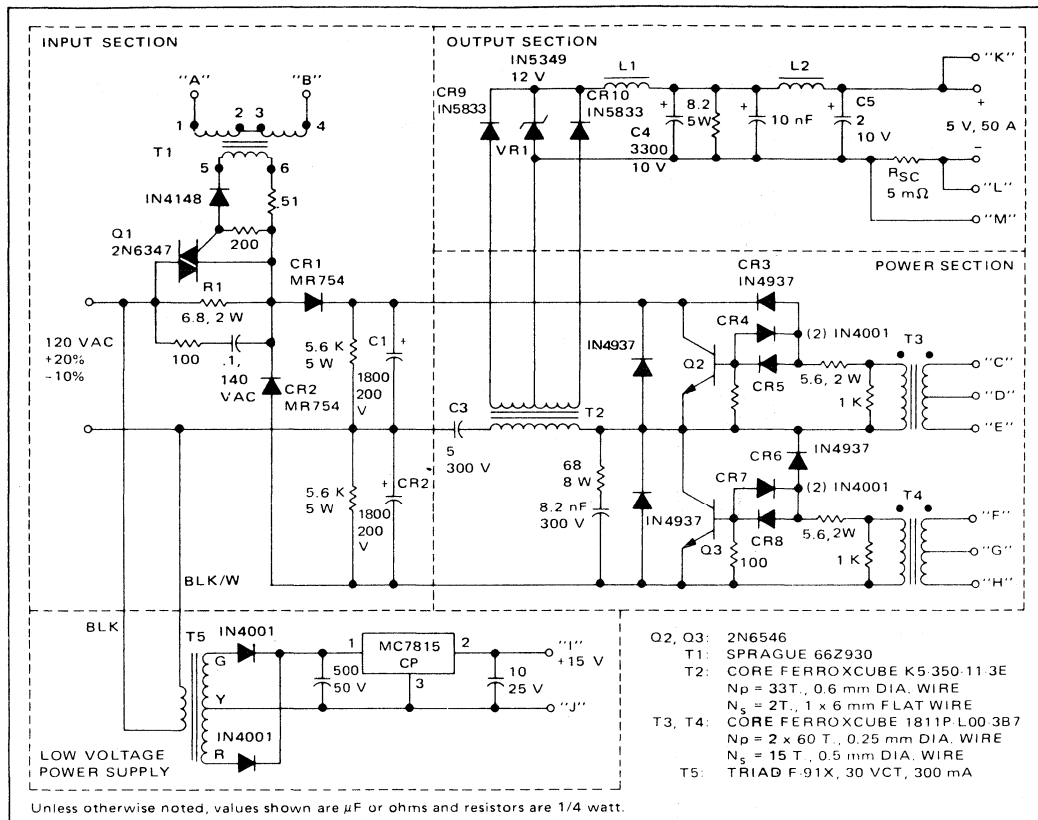 INPUT SECTION
"A"
"B"
1
2
3
4
T1
5
6
IN4148
.51
200
Q1
2N6347
R1
6.8, 2 W
CR1
MR754
100
.1,
140
VAC
CR2
MR754
120 VAC
+20%
-10%
5.6 K
5 W
C1
+
1800
200
V
5.6 K
5 W
+
CR2
1800
200
V
BLK/W
OUTPUT SECTION
IN5349
12 V
CR9
IN5833
VR1
CR10
IN5833
L1
L2
+
C4
3300
10 V
8.2
5W
+
10 nF
+
C5
2
10 V
RSC
5 mΩ
"K"
+
5 V, 50 A
−
"L"
"M"
POWER SECTION
C3
5
300 V
T2
68
8 W
8.2 nF
300 V
IN4937
IN4937
CR3
IN4937
CR4
(2) IN4001
Q2
CR5
5.6, 2 W
1 K
T3
"C"
"D"
"E"
CR6
IN4937
CR7
(2) IN4001
Q3
CR8
100
5.6, 2W
1 K
T4
"F"
"G"
"H"
BLK
T5
G
Y
R
IN4001
IN4001
500
50 V
1
MC7815
CP
2
3
10
25 V
"I"
+15 V
"J"
LOW VOLTAGE
POWER SUPPLY
Q2, Q3: 2N6546
T1: SPRAGUE 66Z930
T2: CORE FERROXCUBE K5-350-11-3E
Np = 33T., 0.6 mm DIA. WIRE
Ns = 2T., 1 x 6 mm FLAT WIRE
T3, T4: CORE FERROXCUBE 1811P-L00-3B7
Np = 2 x 60 T., 0.25 mm DIA. WIRE
Ns = 15 T., 0.5 mm DIA. WIRE
T5: TRIAD F-91X, 30 VCT, 300 mA
Unless otherwise noted, values shown are μF or ohms and resistors are 1/4 watt.